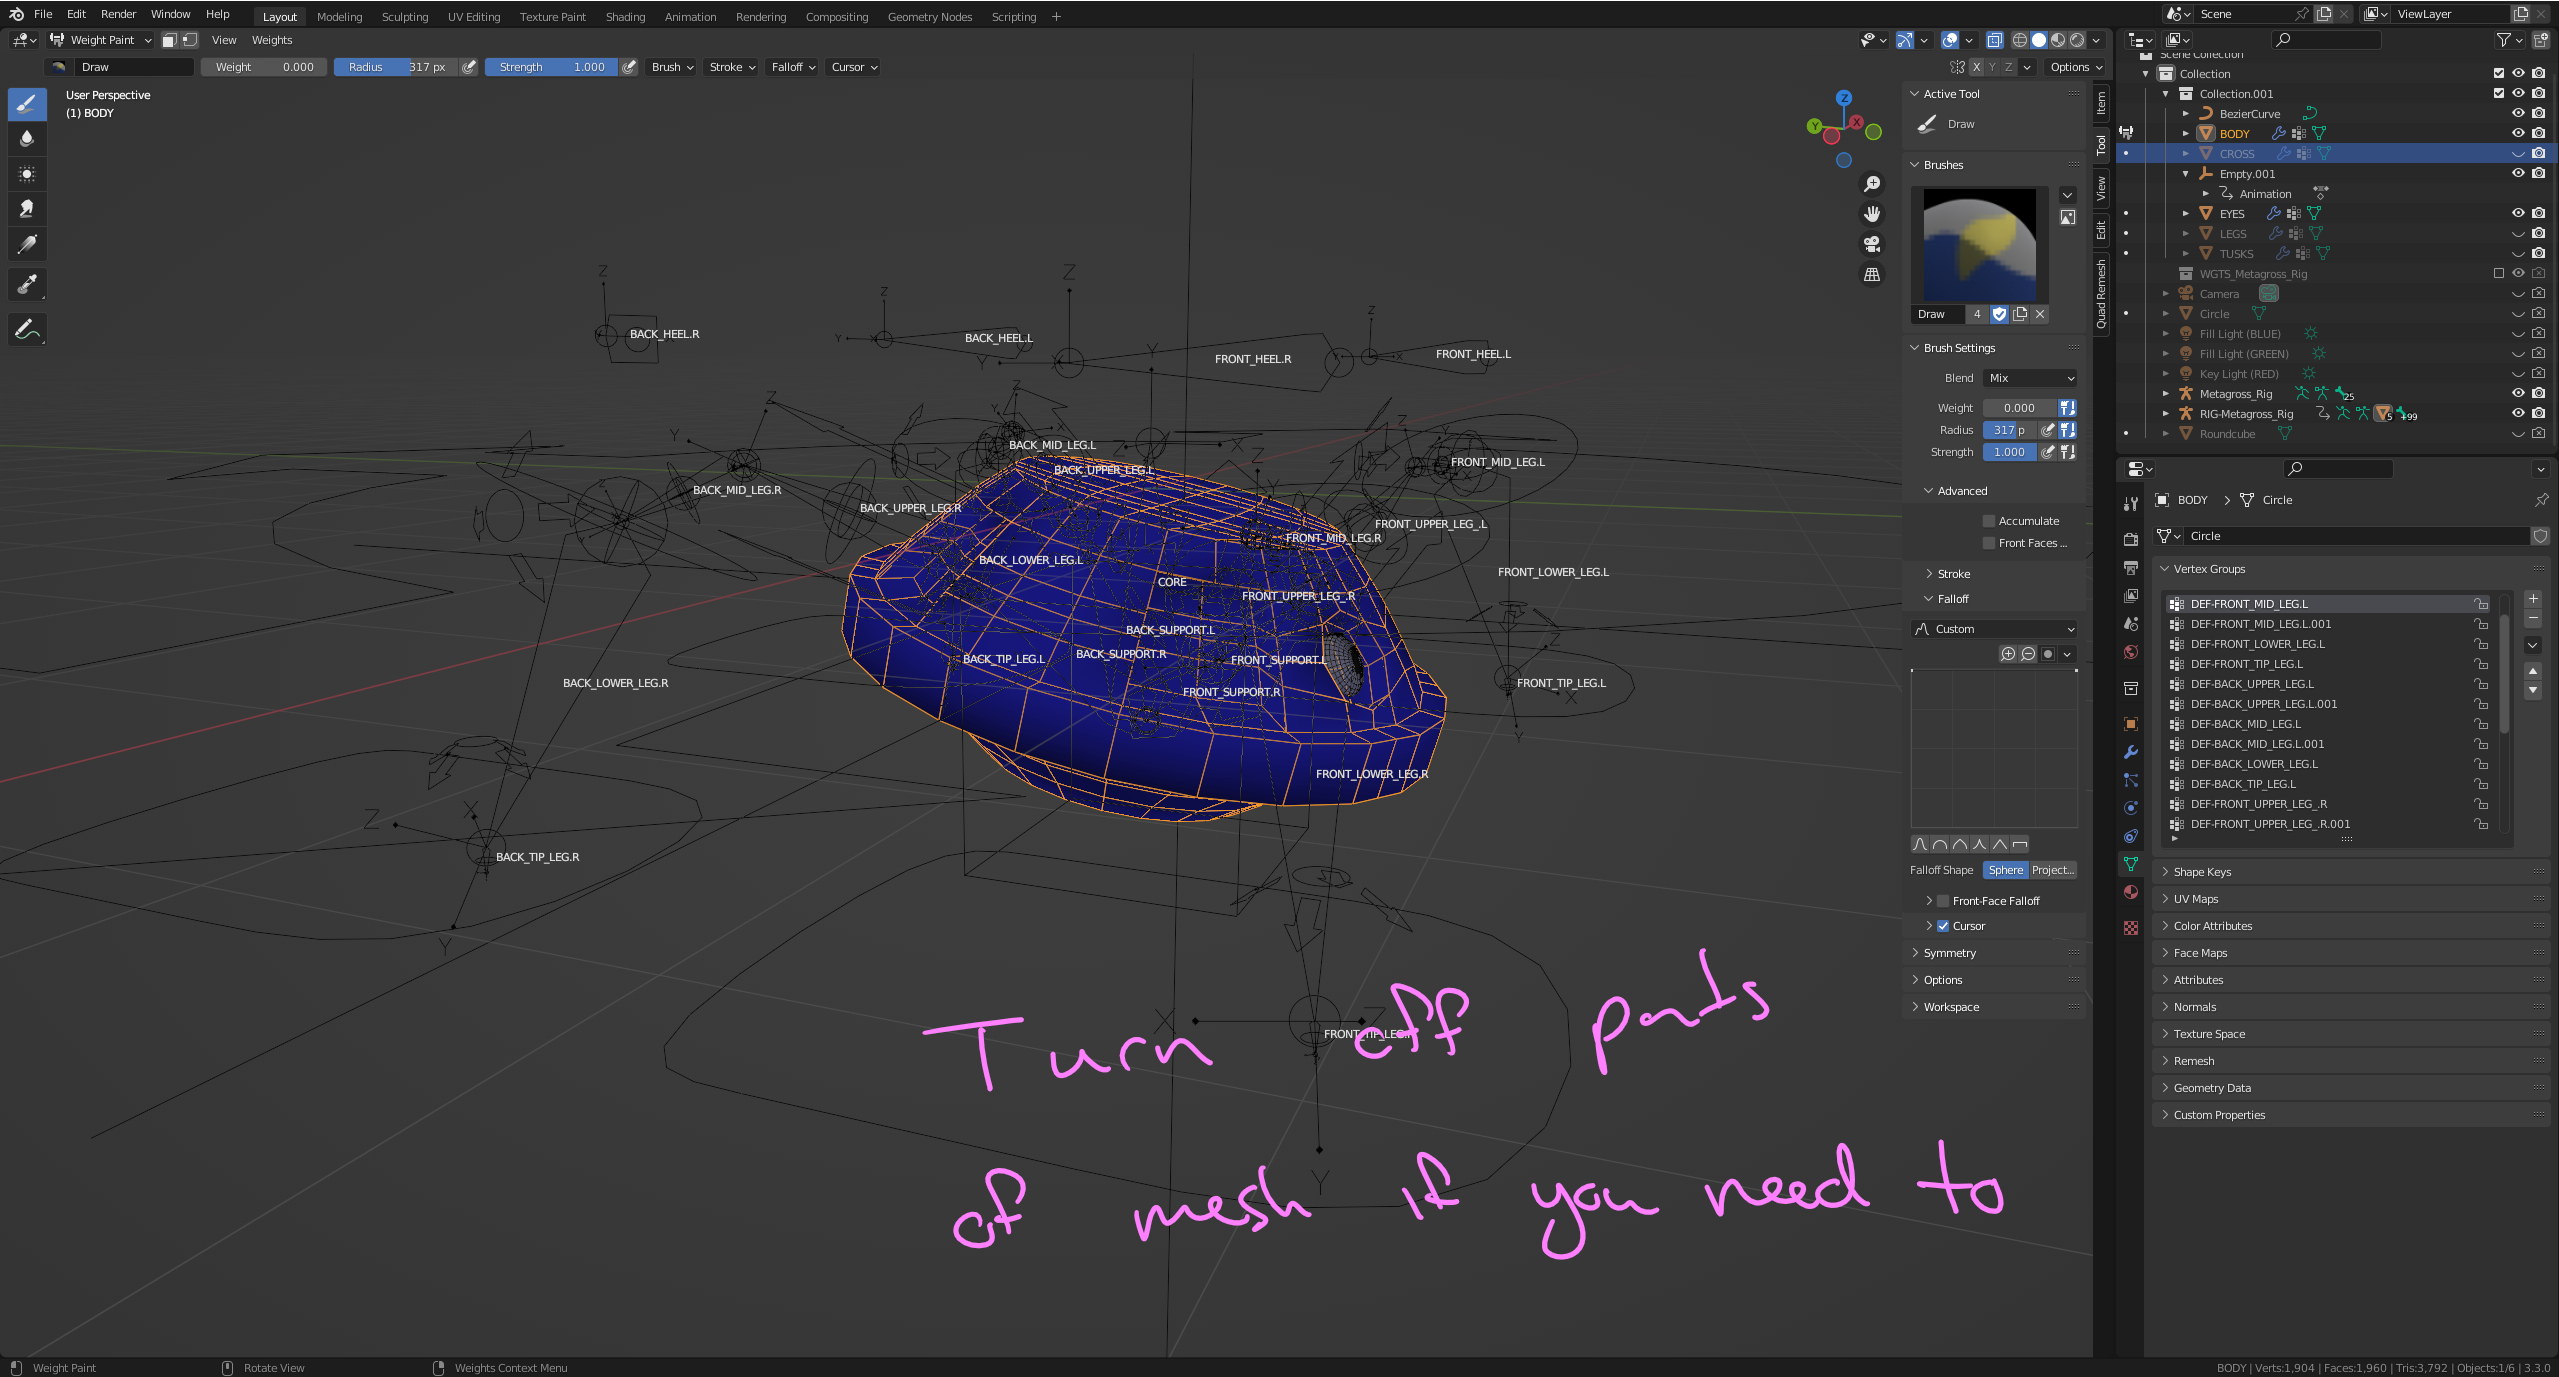 File Edit Render Window Help Layout Modeling Sculpting UV Editing Texture Paint Shading Animation Rendering Compositing Geometry Nodes Scripting + Scene ViewLayer
Weight Paint View Weights
Draw Weight 0.000 Radius 317 px Strength 1.000 Brush Stroke Falloff Cursor X Y Z Options
User Perspective
(1) BODY
BACK_HEEL.R
BACK_HEEL.L
FRONT_HEEL.R
FRONT_HEEL.L
BACK_MID_LEG.L
BACK_UPPER_LEG.L
FRONT_MID_LEG.L
BACK_MID_LEG.R
BACK_UPPER_LEG.R
FRONT_UPPER_LEG_.L
FRONT_MID_LEG.R
BACK_LOWER_LEG.L
CORE
FRONT_LOWER_LEG.L
FRONT_UPPER_LEG_.R
BACK_SUPPORT.L
BACK_SUPPORT.R
BACK_TIP_LEG.L
FRONT_SUPPORT.L
BACK_LOWER_LEG.R
FRONT_TIP_LEG.L
FRONT_SUPPORT.R
FRONT_LOWER_LEG.R
BACK_TIP_LEG.R
Turn off parts
of mesh if you need to
Active Tool
Draw
Brushes
Draw 4
Brush Settings
Blend Mix
Weight 0.000
Radius 317 p
Strength 1.000
Advanced
Accumulate
Front Faces ...
Stroke
Falloff
Custom
Falloff Shape Sphere Project...
Front-Face Falloff
Cursor
Symmetry
Options
Workspace
Item
Tool
View
Edit
Quad Remesh
Scene Collection
Collection
Collection.001
BezierCurve
BODY
CROSS
Empty.001
Animation
EYES
LEGS
TUSKS
WGTS_Metagross_Rig
Camera
Circle
Fill Light (BLUE)
Fill Light (GREEN)
Key Light (RED)
Metagross_Rig 25
RIG-Metagross_Rig 5 +99
Roundcube
BODY > Circle
Circle
Vertex Groups
DEF-FRONT_MID_LEG.L
DEF-FRONT_MID_LEG.L.001
DEF-FRONT_LOWER_LEG.L
DEF-FRONT_TIP_LEG.L
DEF-BACK_UPPER_LEG.L
DEF-BACK_UPPER_LEG.L.001
DEF-BACK_MID_LEG.L
DEF-BACK_MID_LEG.L.001
DEF-BACK_LOWER_LEG.L
DEF-BACK_TIP_LEG.L
DEF-FRONT_UPPER_LEG_.R
DEF-FRONT_UPPER_LEG_.R.001
Shape Keys
UV Maps
Color Attributes
Face Maps
Attributes
Normals
Texture Space
Remesh
Geometry Data
Custom Properties
Weight Paint Rotate View Weights Context Menu BODY | Verts:1,904 | Faces:1,960 | Tris:3,792 | Objects:1/6 | 3.3.0